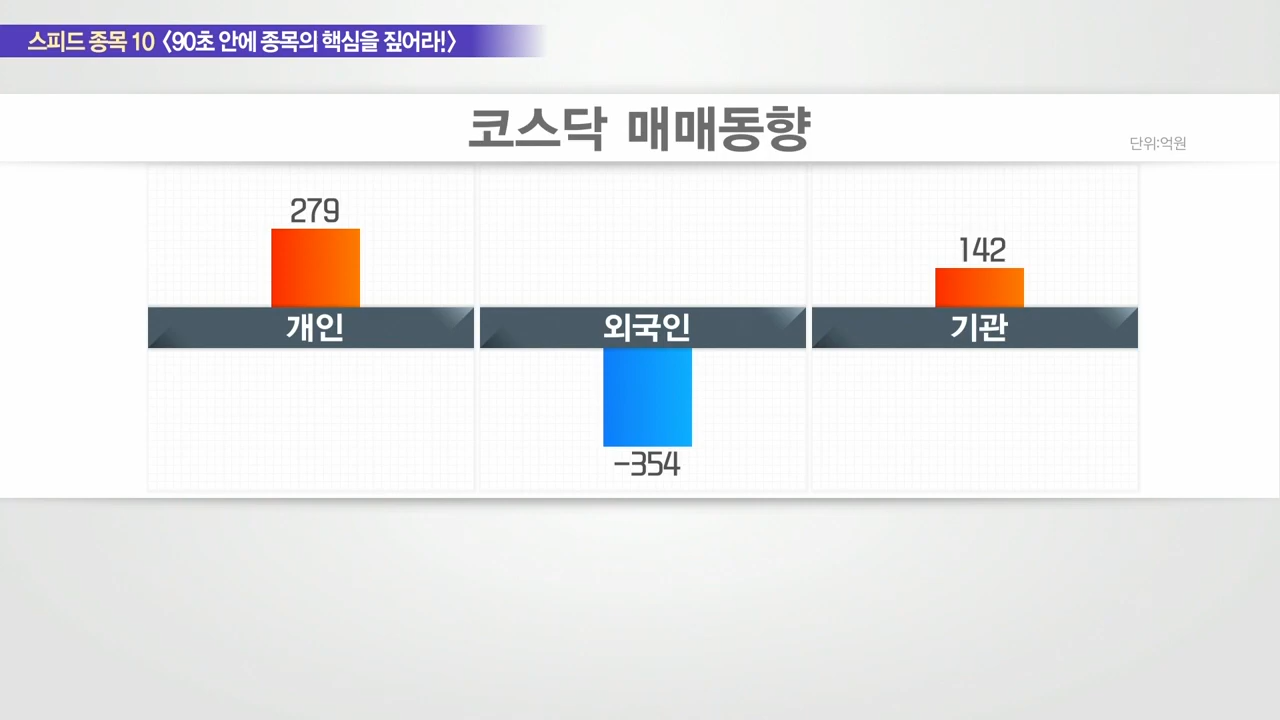 스피드 종목 10 〈90초 안에 종목의 핵심을 짚어라!〉
코스닥 매매동향
단위:억원
279
142
개인
외국인
기관
-354